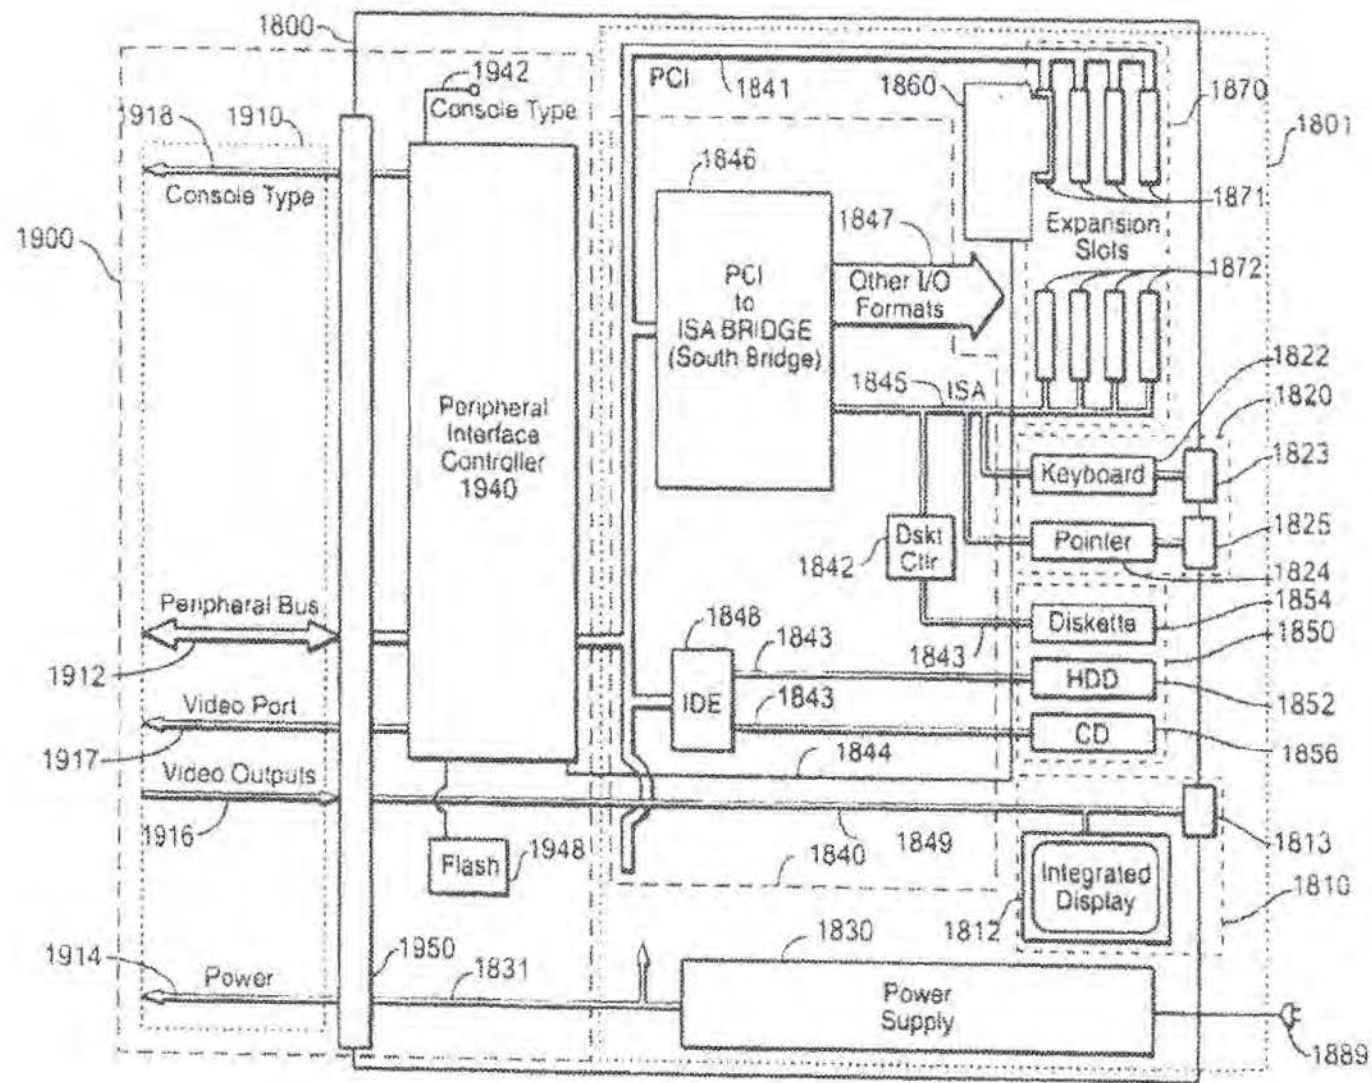 1800
1942
Console Type
PCI
1841
1860
1870
1801
1918
1910
Console Type
1846
1871
1847
Expansion
Slots
1900
PCI
to
ISA BRIDGE
(South Bridge)
Other I/O
Formats
1872
1822
1845
ISA
1820
Peripheral
Interface
Controller
1940
Keyboard
1823
Dskt
Ctlr
1842
Pointer
1825
1824
Peripheral Bus
1912
1848
1843
1843
Diskette
1854
1850
IDE
HDD
1852
Video Port
1917
1843
CD
1856
Video Outputs
1916
1844
1849
1813
Flash
1948
1840
Integrated
Display
1812
1810
1914
Power
1950
1831
1830
Power
Supply
1889